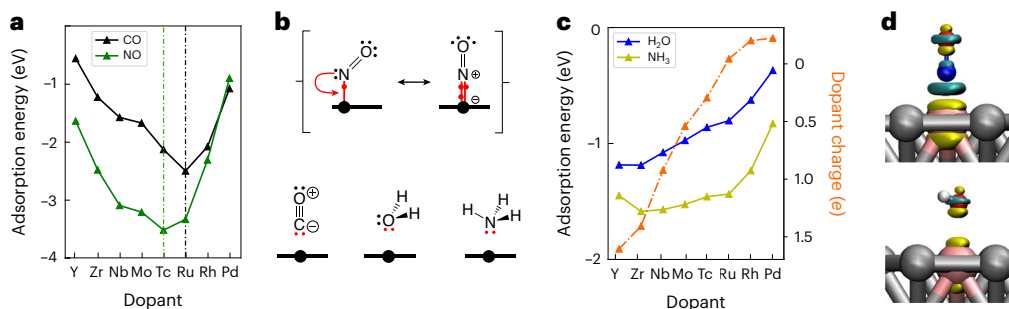 a
b
c
d
CO
NO
Adsorption energy (eV)
−1
−2
−3
−4
Y Zr Nb Mo Tc Ru Rh Pd
Dopant
O
N
O
N
⊕
⊖
O
C
⊕
⊖
O
H
H
H
N
H
H
H₂O
NH₃
Adsorption energy (eV)
0
−1
−2
Dopant charge (e)
0
0.5
1.0
1.5
Y Zr Nb Mo Tc Ru Rh Pd
Dopant